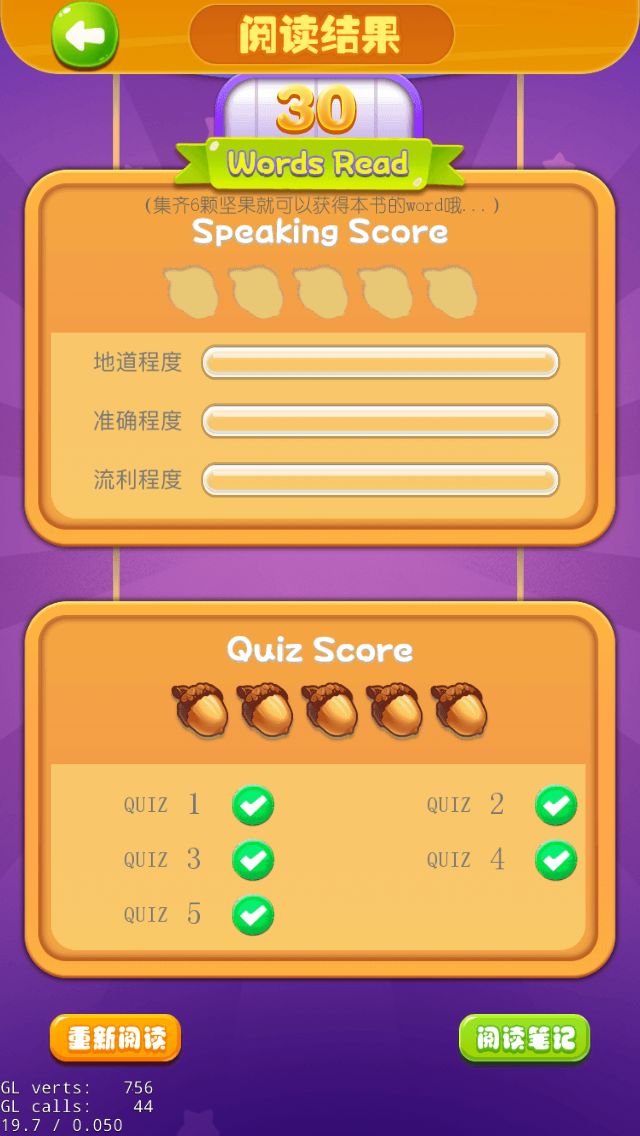 阅读结果
30
Words Read
(集齐6颗坚果就可以获得本书的word哦...)
Speaking Score
地道程度
准确程度
流利程度
Quiz Score
QUIZ 1 QUIZ 2
QUIZ 3 QUIZ 4
QUIZ 5
重新阅读 阅读笔记
GL verts: 756
GL calls: 44
19.7 / 0.050